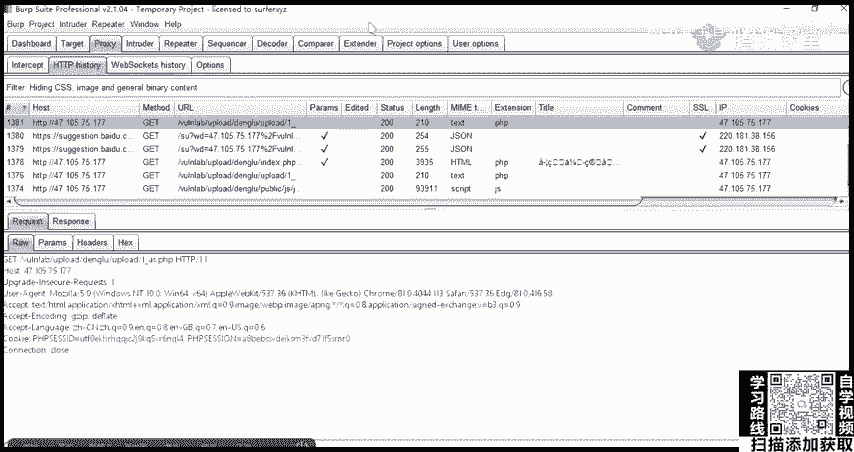 Burp Suite Professional v2.1.04 - Temporary Project - licensed to surferxyz
Burp Project Intruder Repeater Window Help
Dashboard Target Proxy Intruder Repeater Sequencer Decoder Comparer Extender Project options User options
Intercept HTTP history WebSockets history Options
Filter Hiding CSS, image and general binary content
# Host Method URL Params Edited Status Length MIME t... Extension Title Comment SSL IP Cookies
1381 http://47.105.75.177 GET /vulnlab/upload/denglu/upload/1_ 200 210 text php 47.105.75.177
1380 https://suggestion.baidu.c... GET /su?wd=47.105.75.177%2Fvulnl... ✓ 200 254 JSON ✓ 220.181.38.156
1379 https://suggestion.baidu.c... GET /su?wd=47.105.75.177%2Fvulnl... ✓ 200 255 JSON ✓ 220.181.38.156
1378 http://47.105.75.177 GET /vulnlab/upload/denglu/index.php... ✓ 200 3935 HTML php 47.105.75.177
1376 http://47.105.75.177 GET /vulnlab/upload/denglu/upload/1_ 200 210 text php 47.105.75.177
1374 http://47.105.75.177 GET /vulnlab/upload/denglu/public/js/j... 200 93911 script js 47.105.75.177
Request Response
Raw Params Headers Hex
GET /vulnlab/upload/denglu/upload/1_as.php HTTP/1.1
Host: 47.105.75.177
Upgrade-Insecure-Requests: 1
User-Agent: Mozilla/5.0 (Windows NT 10.0; Win64; x64) AppleWebKit/537.36 (KHTML, like Gecko) Chrome/81.0.4044.113 Safari/537.36 Edg/81.0.416.58
Accept: text/html,application/xhtml+xml,application/xml;q=0.9,image/webp,image/apng,*/*;q=0.8,application/signed-exchange;v=b3;q=0.9
Accept-Encoding: gzip, deflate
Accept-Language: zh-CN,zh;q=0.9,en;q=0.8,en-GB;q=0.7,en-US;q=0.6
Connection: close
学习路线
自学视频
扫描添加获取